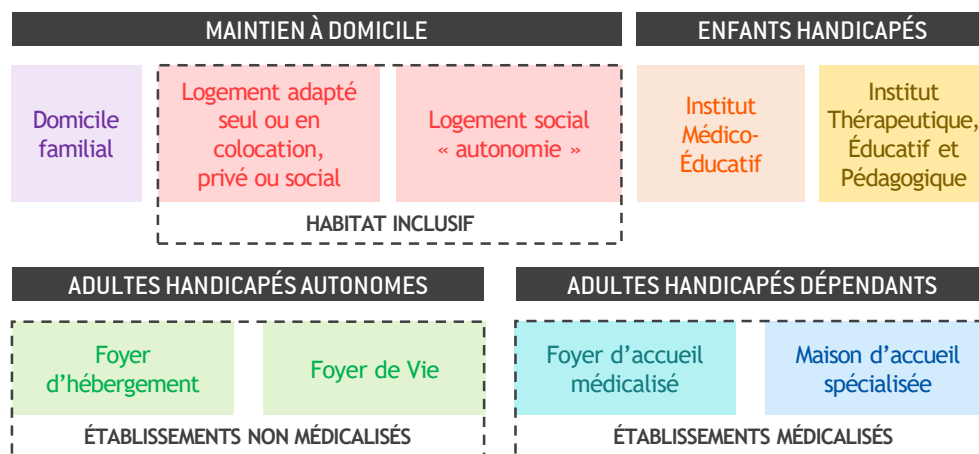 MAINTIEN À DOMICILE
ENFANTS HANDICAPÉS
Domicile
familial
Logement adapté
seul ou en
colocation,
privé ou social
Logement social
« autonomie »
HABITAT INCLUSIF
Institut
Médico-
Éducatif
Institut
Thérapeutique,
Éducatif et
Pédagogique
ADULTES HANDICAPÉS AUTONOMES
ADULTES HANDICAPÉS DÉPENDANTS
Foyer
d’hébergement
Foyer de Vie
ÉTABLISSEMENTS NON MÉDICALISÉS
Foyer d’accueil
médicalisé
Maison d’accueil
spécialisée
ÉTABLISSEMENTS MÉDICALISÉS